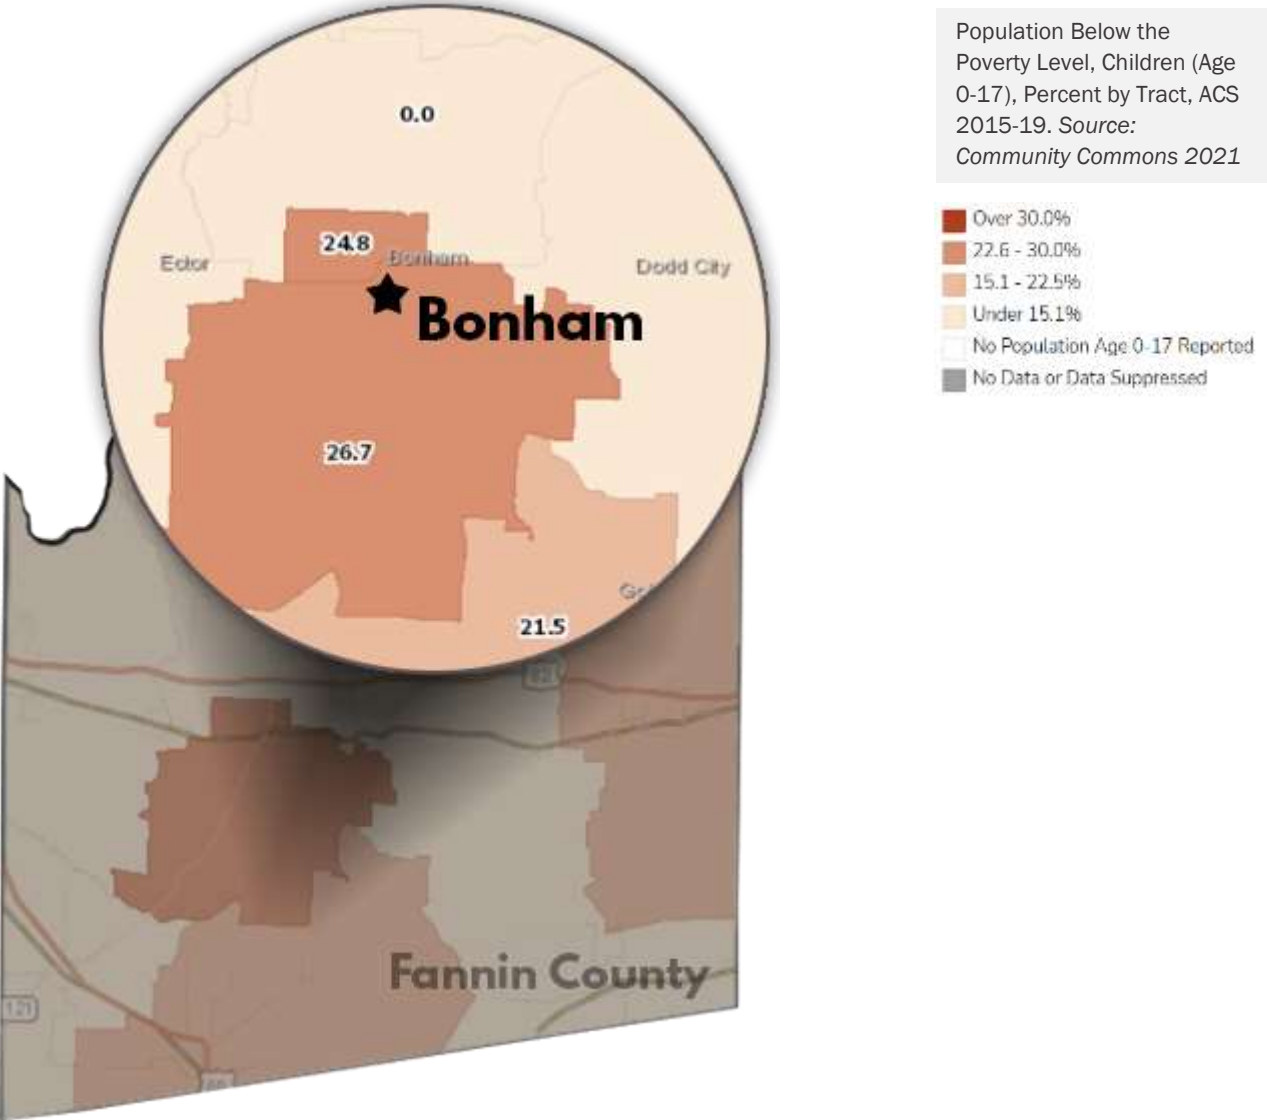 Population Below the
Poverty Level, Children (Age
0-17), Percent by Tract, ACS
2015-19. Source:
Community Commons 2021
Over 30.0%
22.6 - 30.0%
15.1 - 22.5%
Under 15.1%
No Population Age 0-17 Reported
No Data or Data Suppressed
0.0
24.8
Bonham
Ector
Dodd City
Bonham
26.7
21.5
82
Fannin County
121